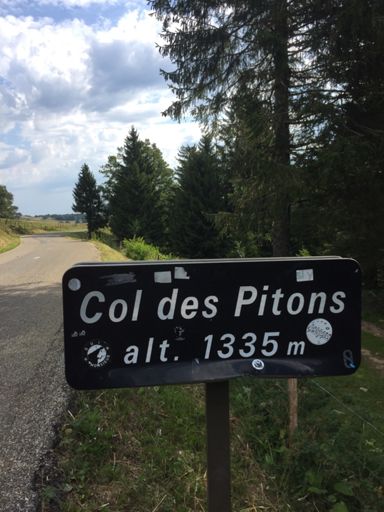 Col des Pitons
alt. 1335 m